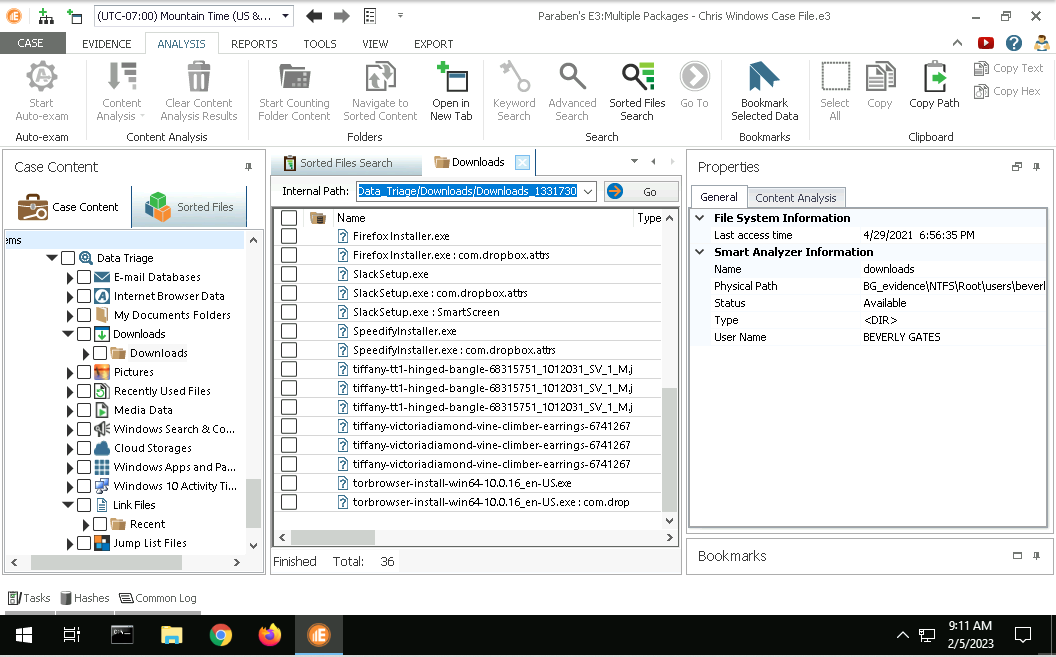 (UTC-07:00) Mountain Time (US &...
Paraben's E3:Multiple Packages - Chris Windows Case File.e3
CASE EVIDENCE ANALYSIS REPORTS TOOLS VIEW EXPORT
Start Auto-exam
Content Analysis
Clear Content Analysis Results
Start Counting Folder Content
Navigate to Sorted Content
Open in New Tab
Keyword Search
Advanced Search
Sorted Files Search
Go To
Bookmark Selected Data
Select All
Copy
Copy Path
Copy Text
Copy Hex
Auto-exam Content Analysis Folders Search Bookmarks Clipboard
Case Content
Case Content Sorted Files
ems
Data Triage
E-mail Databases
Internet Browser Data
My Documents Folders
Downloads
Downloads
Pictures
Recently Used Files
Media Data
Windows Search & Co...
Cloud Storages
Windows Apps and Pa...
Windows 10 Activity Ti...
Link Files
Recent
Jump List Files
Sorted Files Search Downloads
Internal Path: Data_Triage/Downloads/Downloads_1331730 Go
Name Type
Firefox Installer.exe
Firefox Installer.exe : com.dropbox.attrs
SlackSetup.exe
SlackSetup.exe : com.dropbox.attrs
SlackSetup.exe : SmartScreen
SpeedifyInstaller.exe
SpeedifyInstaller.exe : com.dropbox.attrs
tiffany-tt1-hinged-bangle-68315751_1012031_SV_1_M.j
tiffany-tt1-hinged-bangle-68315751_1012031_SV_1_M.j
tiffany-tt1-hinged-bangle-68315751_1012031_SV_1_M.j
tiffany-victoriadiamond-vine-climber-earrings-6741267
tiffany-victoriadiamond-vine-climber-earrings-6741267
tiffany-victoriadiamond-vine-climber-earrings-6741267
torbrowser-install-win64-10.0.16_en-US.exe
torbrowser-install-win64-10.0.16_en-US.exe : com.drop
Finished Total: 36
Properties
General Content Analysis
File System Information
Last access time 4/29/2021 6:56:35 PM
Smart Analyzer Information
Name downloads
Physical Path BG_evidence\NTFS\Root\users\beverl
Status Available
Type <DIR>
User Name BEVERLY GATES
Bookmarks
Tasks Hashes Common Log
9:11 AM
2/5/2023